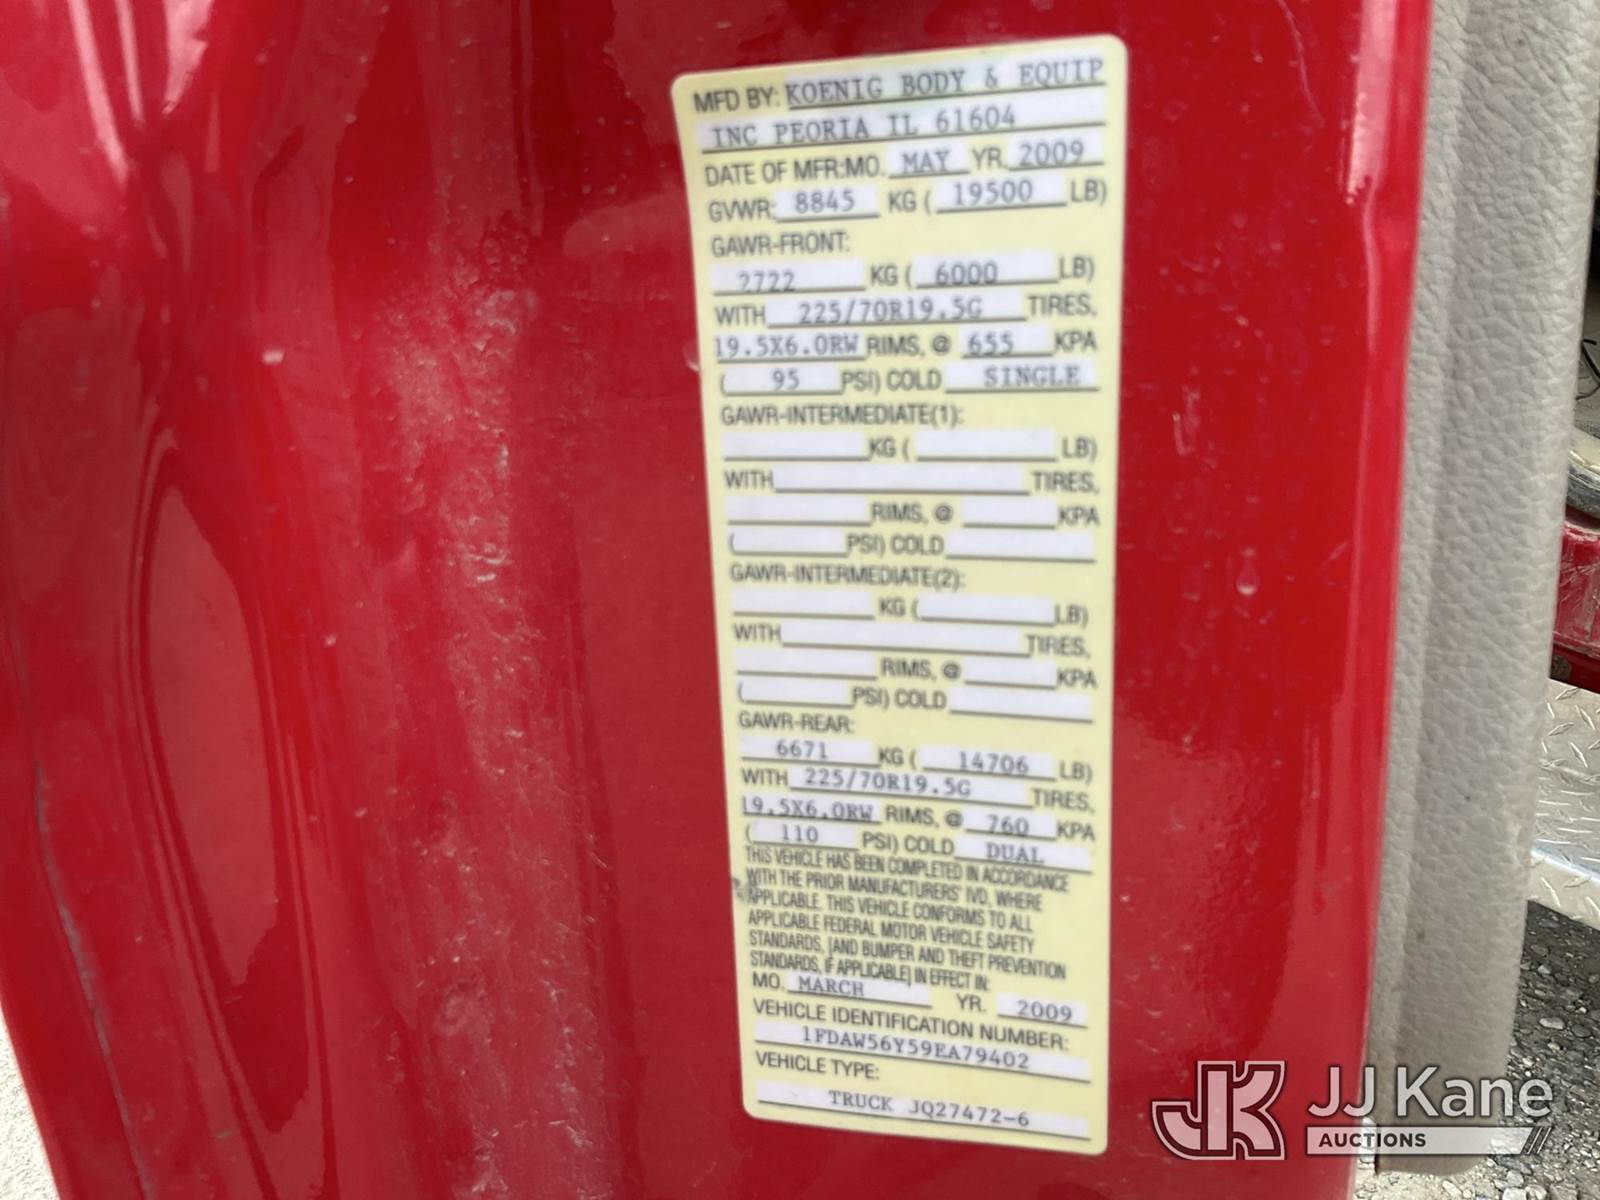 MFD BY: KOENIG BODY & EQUIP
INC PEORIA IL 61604
DATE OF MFR:MO. MAY YR. 2009
GVWR: 8845 KG ( 19500 LB)
GAWR-FRONT:
2722 KG ( 6000 LB)
WITH 225/70R19.5G TIRES,
19.5X6.0RW RIMS, @ 655 KPA
( 95 PSI) COLD SINGLE
GAWR-INTERMEDIATE(1):
KG ( LB)
WITH TIRES,
RIMS, @ KPA
( PSI) COLD
GAWR-INTERMEDIATE(2):
KG ( LB)
WITH TIRES,
RIMS, @ KPA
( PSI) COLD
GAWR-REAR:
6671 KG ( 14706 LB)
WITH 225/70R19.5G TIRES,
19.5X6.0RW RIMS, @ 760 KPA
( 110 PSI) COLD DUAL
THIS VEHICLE HAS BEEN COMPLETED IN ACCORDANCE
WITH THE PRIOR MANUFACTURERS' IVD, WHERE
APPLICABLE. THIS VEHICLE CONFORMS TO ALL
APPLICABLE FEDERAL MOTOR VEHICLE SAFETY
STANDARDS, [AND BUMPER AND THEFT PREVENTION
STANDARDS, IF APPLICABLE] IN EFFECT IN:
MO. MARCH YR. 2009
VEHICLE IDENTIFICATION NUMBER:
1FDAW56Y59EA79402
VEHICLE TYPE:
TRUCK JQ27472-6
JK JJ Kane
AUCTIONS